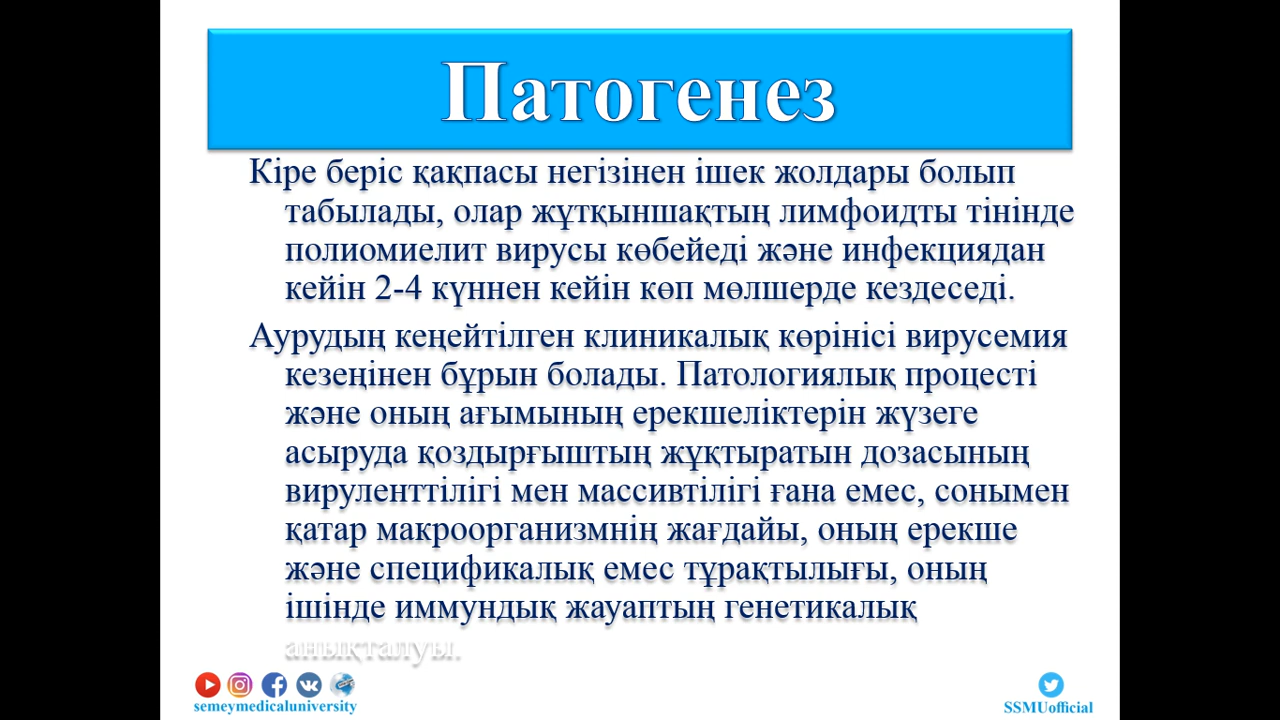 Патогенез
Кіре беріс қақпасы негізінен ішек жолдары болып
табылады, олар жұтқыншақтың лимфоидты тінінде
полиомиелит вирусы көбейеді және инфекциядан
кейін 2-4 күннен кейін көп мөлшерде кездеседі.
Аурудың кеңейтілген клиникалық көрінісі вирусемия
кезеңінен бұрын болады. Патологиялық процесті
және оның ағымының ерекшеліктерін жүзеге
асыруда қоздырғыштың жұқтыратын дозасының
вируленттілігі мен массивтілігі ғана емес, сонымен
қатар макроорганизмнің жағдайы, оның ерекше
және спецификалық емес тұрақтылығы, оның
ішінде иммундық жауаптың генетикалық
анықталуы.
semeymedicaluniversity
SSMUofficial